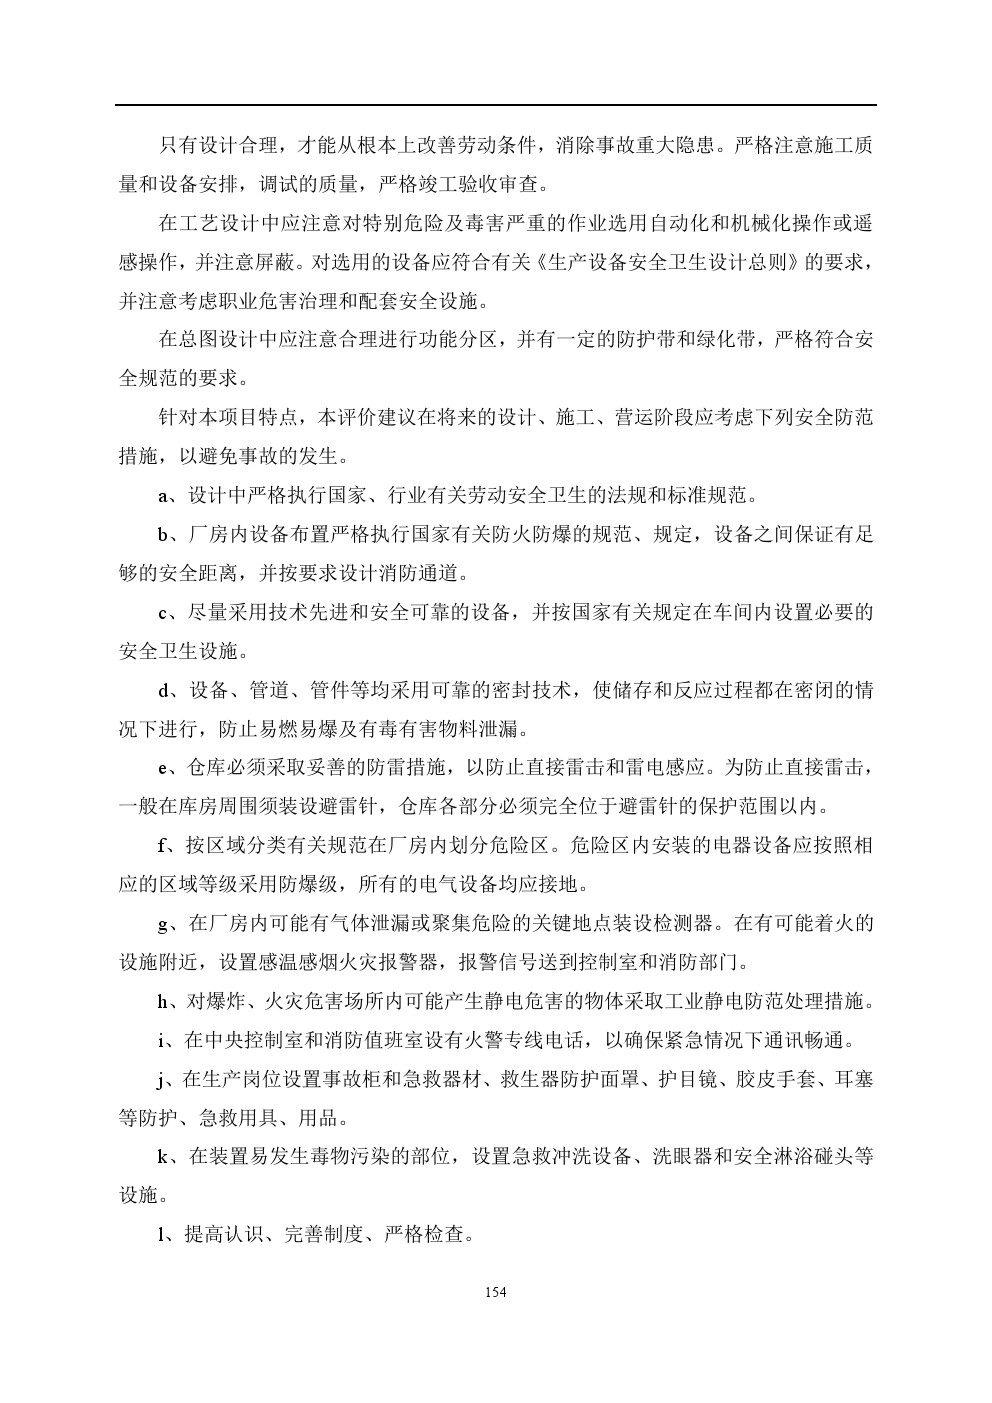 只有设计合理，才能从根本上改善劳动条件，消除事故重大隐患。严格注意施工质
量和设备安排，调试的质量，严格竣工验收审查。
在工艺设计中应注意对特别危险及毒害严重的作业选用自动化和机械化操作或遥
感操作，并注意屏蔽。对选用的设备应符合有关《生产设备安全卫生设计总则》的要求，
并注意考虑职业危害治理和配套安全设施。
在总图设计中应注意合理进行功能分区，并有一定的防护带和绿化带，严格符合安
全规范的要求。
针对本项目特点，本评价建议在将来的设计、施工、营运阶段应考虑下列安全防范
措施，以避免事故的发生。
a、设计中严格执行国家、行业有关劳动安全卫生的法规和标准规范。
b、厂房内设备布置严格执行国家有关防火防爆的规范、规定，设备之间保证有足
够的安全距离，并按要求设计消防通道。
c、尽量采用技术先进和安全可靠的设备，并按国家有关规定在车间内设置必要的
安全卫生设施。
d、设备、管道、管件等均采用可靠的密封技术，使储存和反应过程都在密闭的情
况下进行，防止易燃易爆及有毒有害物料泄漏。
e、仓库必须采取妥善的防雷措施，以防止直接雷击和雷电感应。为防止直接雷击，
一般在库房周围须装设避雷针，仓库各部分必须完全位于避雷针的保护范围以内。
f、按区域分类有关规范在厂房内划分危险区。危险区内安装的电器设备应按照相
应的区域等级采用防爆级，所有的电气设备均应接地。
g、在厂房内可能有气体泄漏或聚集危险的关键地点装设检测器。在有可能着火的
设施附近，设置感温感烟火灾报警器，报警信号送到控制室和消防部门。
h、对爆炸、火灾危害场所内可能产生静电危害的物体采取工业静电防范处理措施。
i、在中央控制室和消防值班室设有火警专线电话，以确保紧急情况下通讯畅通。
j、在生产岗位设置事故柜和急救器材、救生器防护面罩、护目镜、胶皮手套、耳塞
等防护、急救用具、用品。
k、在装置易发生毒物污染的部位，设置急救冲洗设备、洗眼器和安全淋浴碰头等
设施。
l、提高认识、完善制度、严格检查。
154